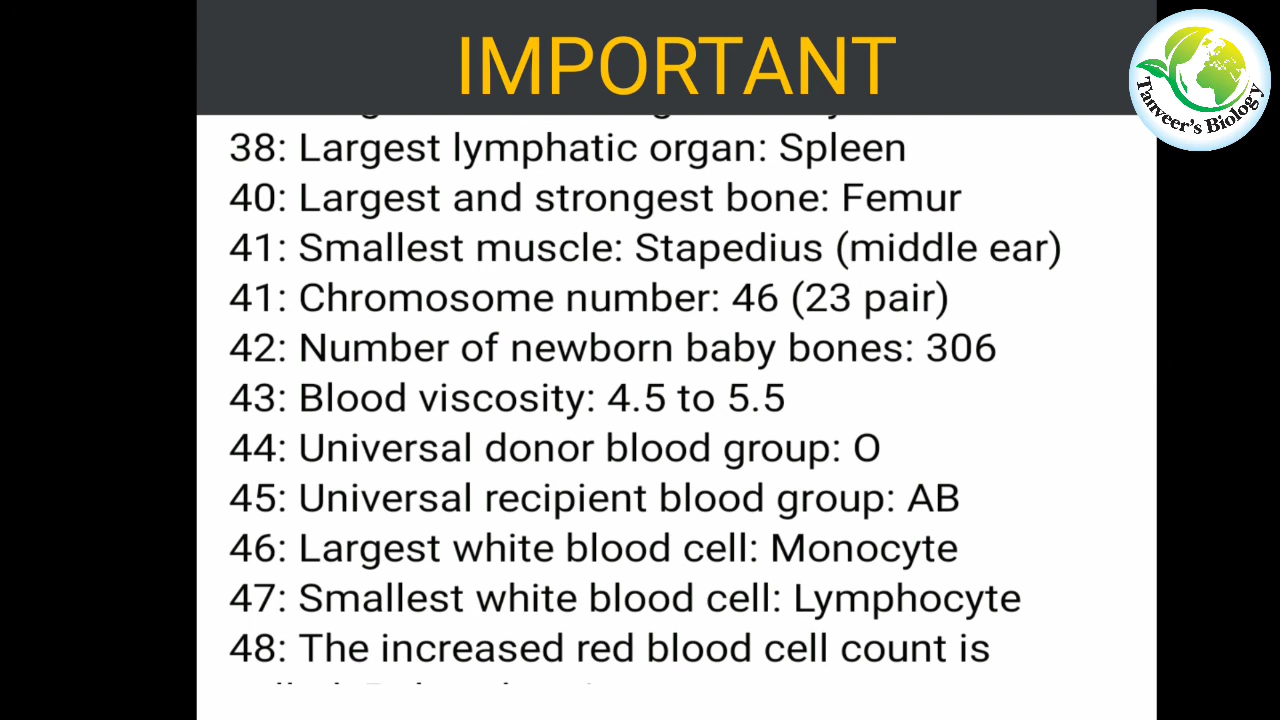 IMPORTANT
Tanveer's Biology
38: Largest lymphatic organ: Spleen
40: Largest and strongest bone: Femur
41: Smallest muscle: Stapedius (middle ear)
41: Chromosome number: 46 (23 pair)
42: Number of newborn baby bones: 306
43: Blood viscosity: 4.5 to 5.5
44: Universal donor blood group: O
45: Universal recipient blood group: AB
46: Largest white blood cell: Monocyte
47: Smallest white blood cell: Lymphocyte
48: The increased red blood cell count is